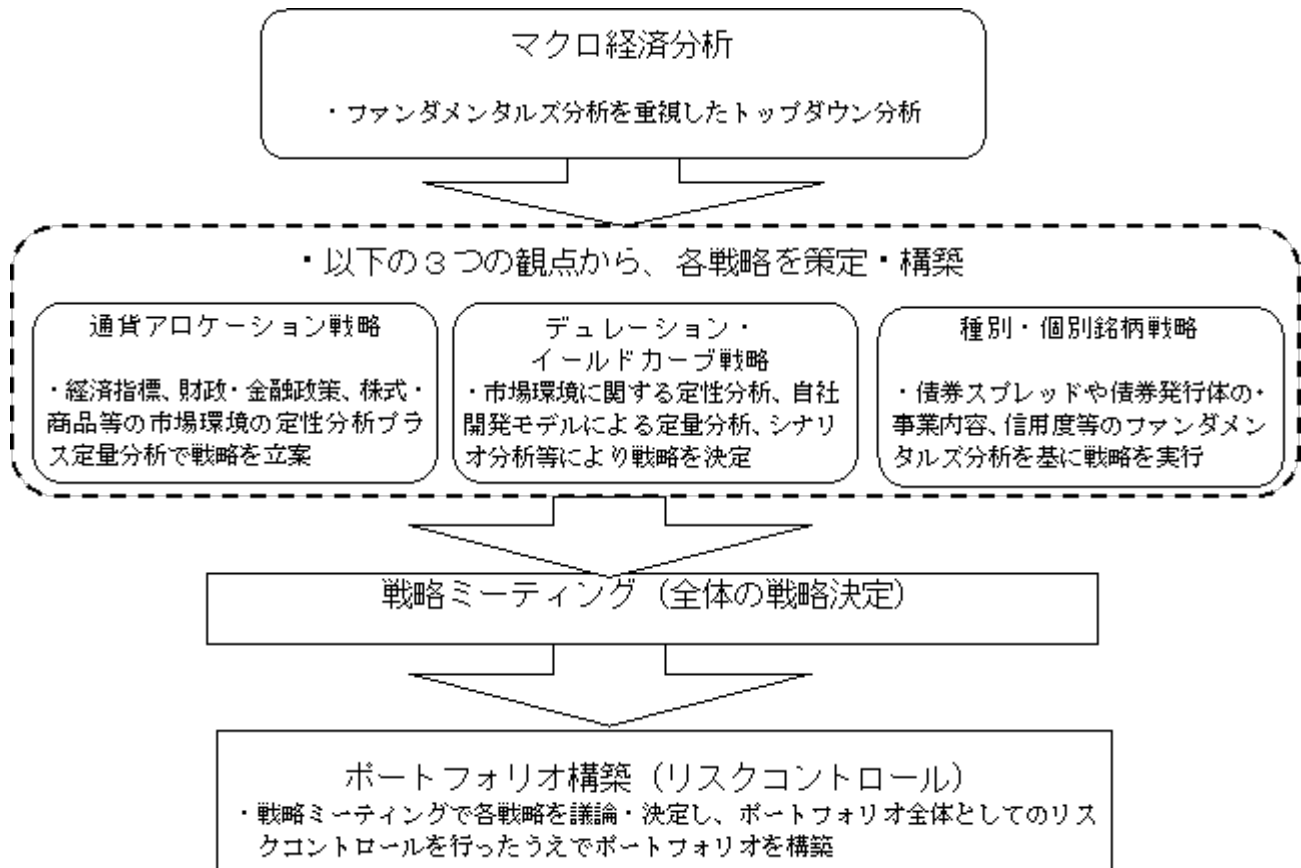 マクロ経済分析
・ファンダメンタルズ分析を重視したトップダウン分析
・以下の３つの観点から、各戦略を策定・構築
通貨アロケーション戦略
・経済指標、財政・金融政策、株式・
商品等の市場環境の定性分析プラ
ス定量分析で戦略を立案
デュレーション・
イールドカーブ戦略
・市場環境に関する定性分析、自社
開発モデルによる定量分析、シナリ
オ分析等により戦略を決定
種別・個別銘柄戦略
・債券スプレッドや債券発行体の・
事業内容、信用度等のファンダメン
タルズ分析を基に戦略を実行
戦略ミーティング（全体の戦略決定）
ポートフォリオ構築（リスクコントロール）
・戦略ミーティングで各戦略を議論・決定し、ポートフォリオ全体としてのリス
クコントロールを行ったうえでポートフォリオを構築